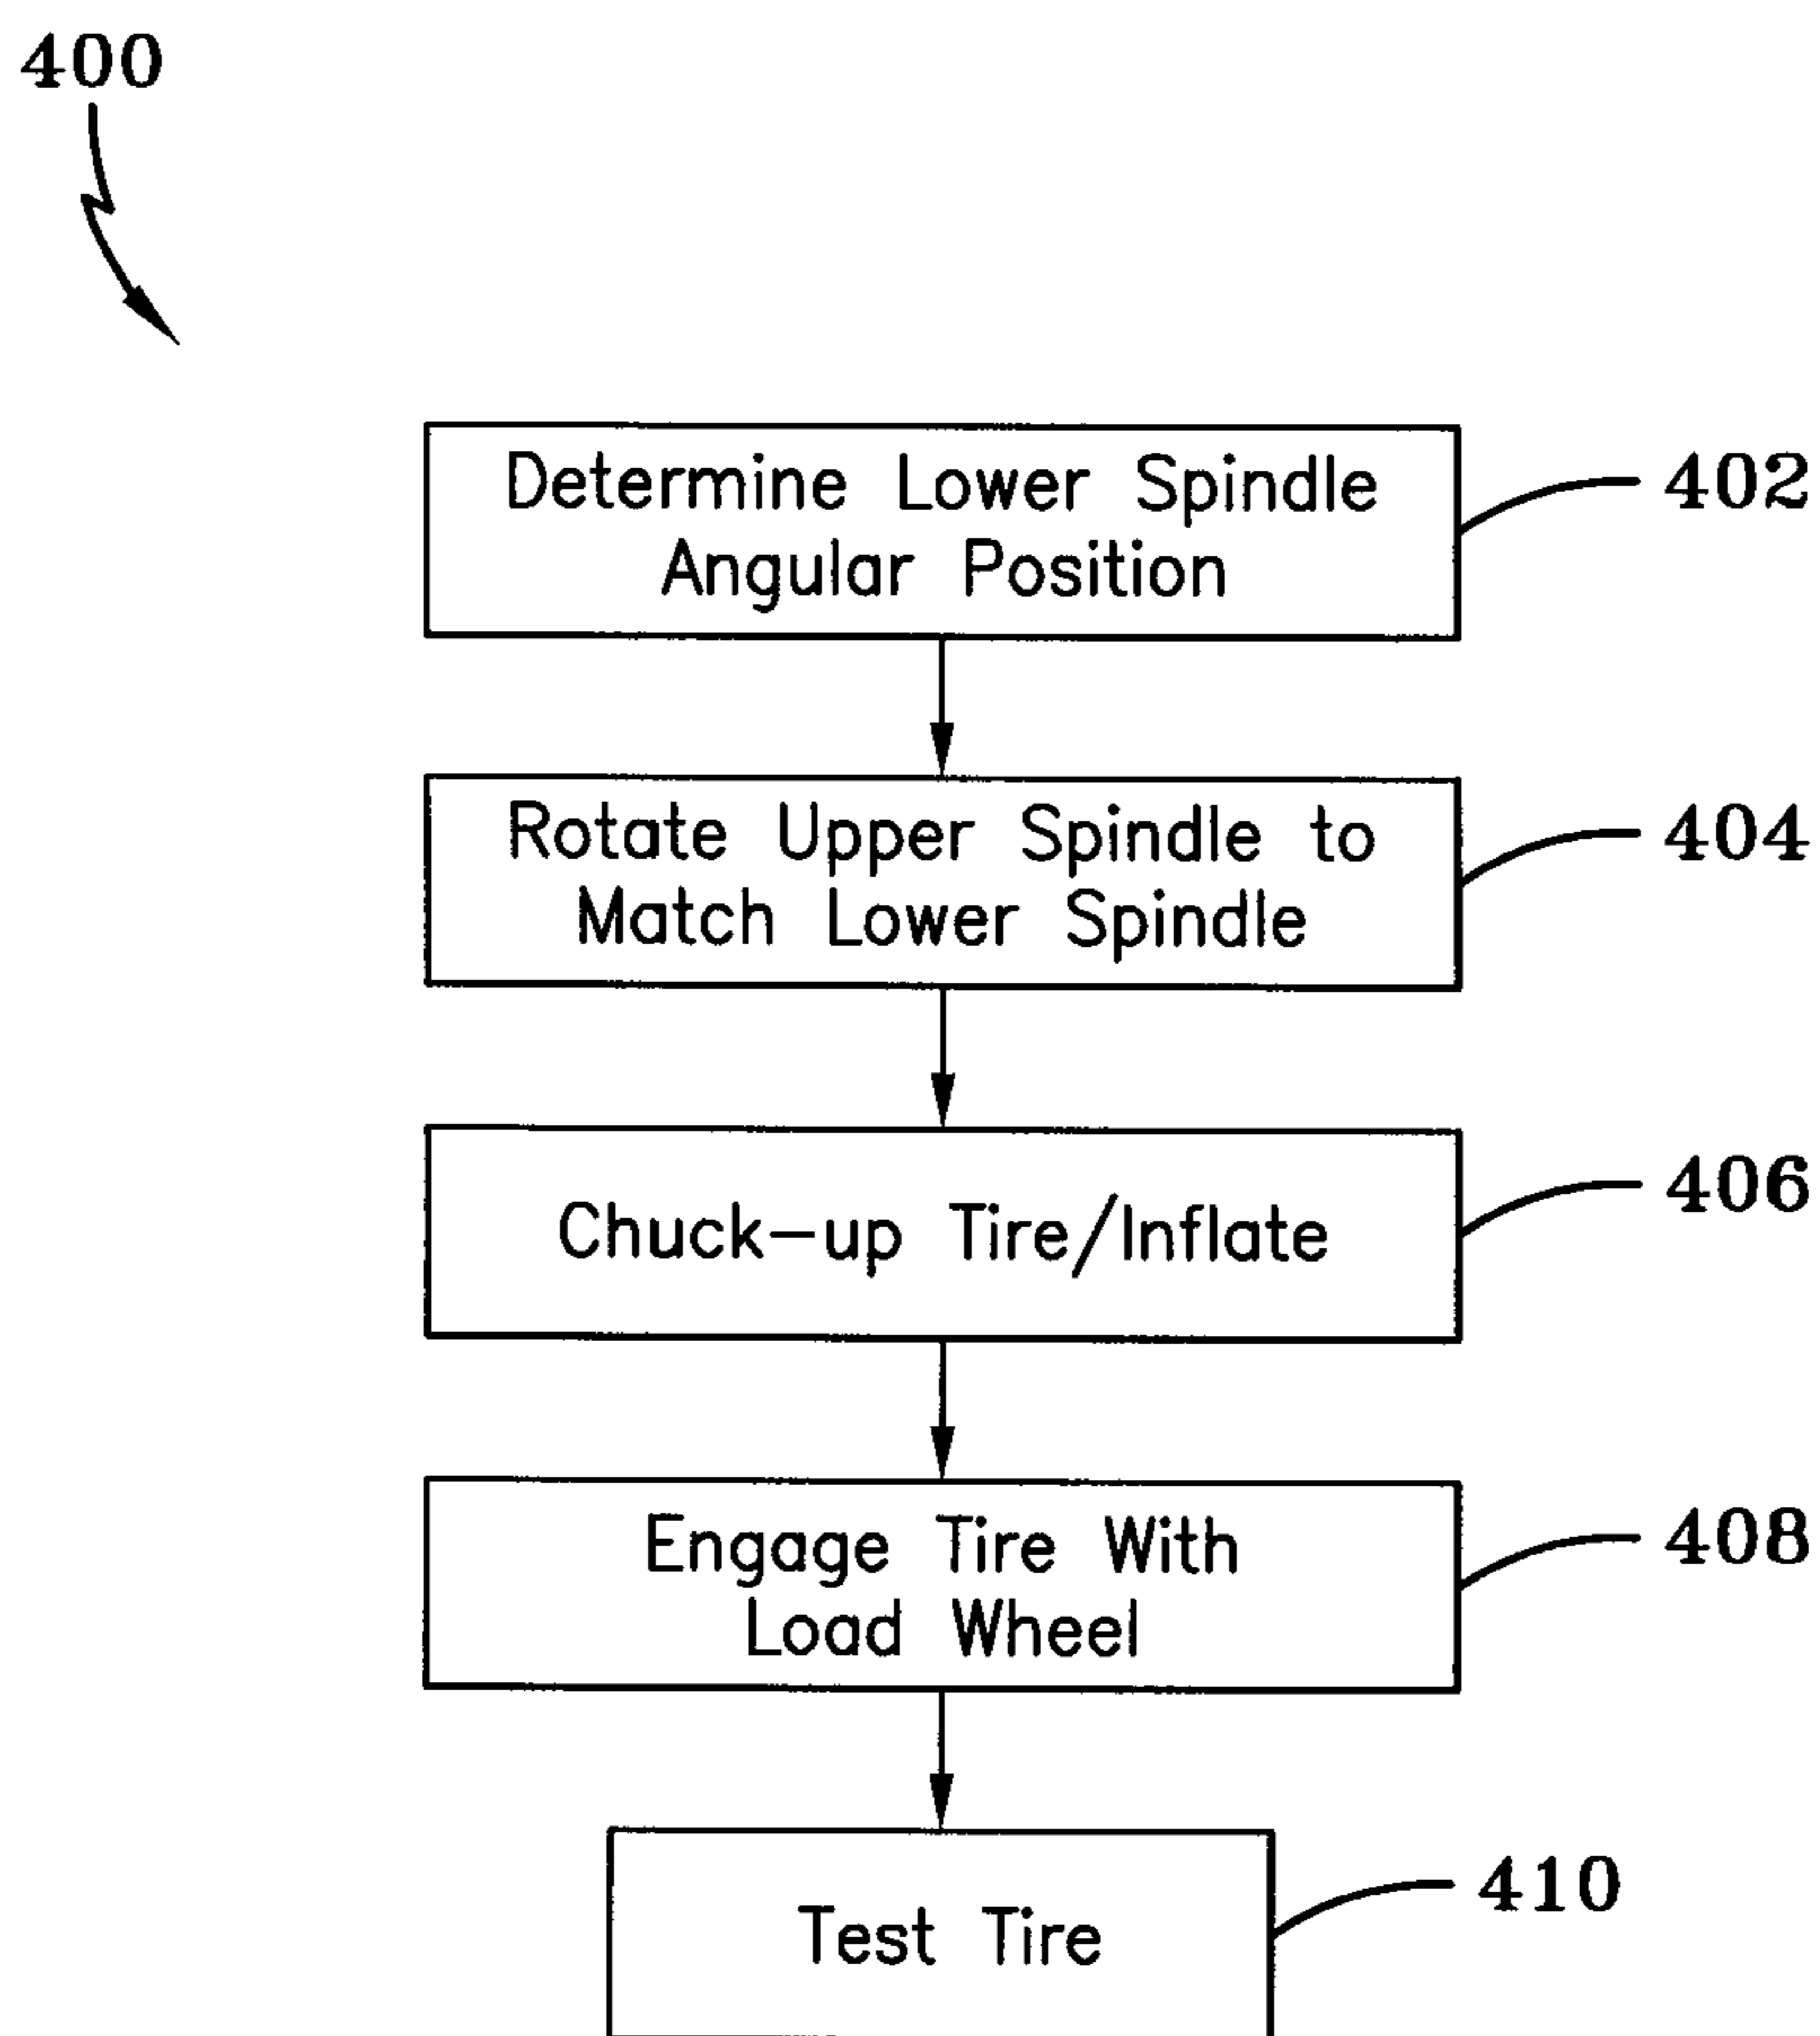 400
Determine Lower Spindle
Angular Position
402
Rotate Upper Spindle to
Match Lower Spindle
404
Chuck-up Tire/Inflate
406
Engage Tire With
Load Wheel
408
Test Tire
410